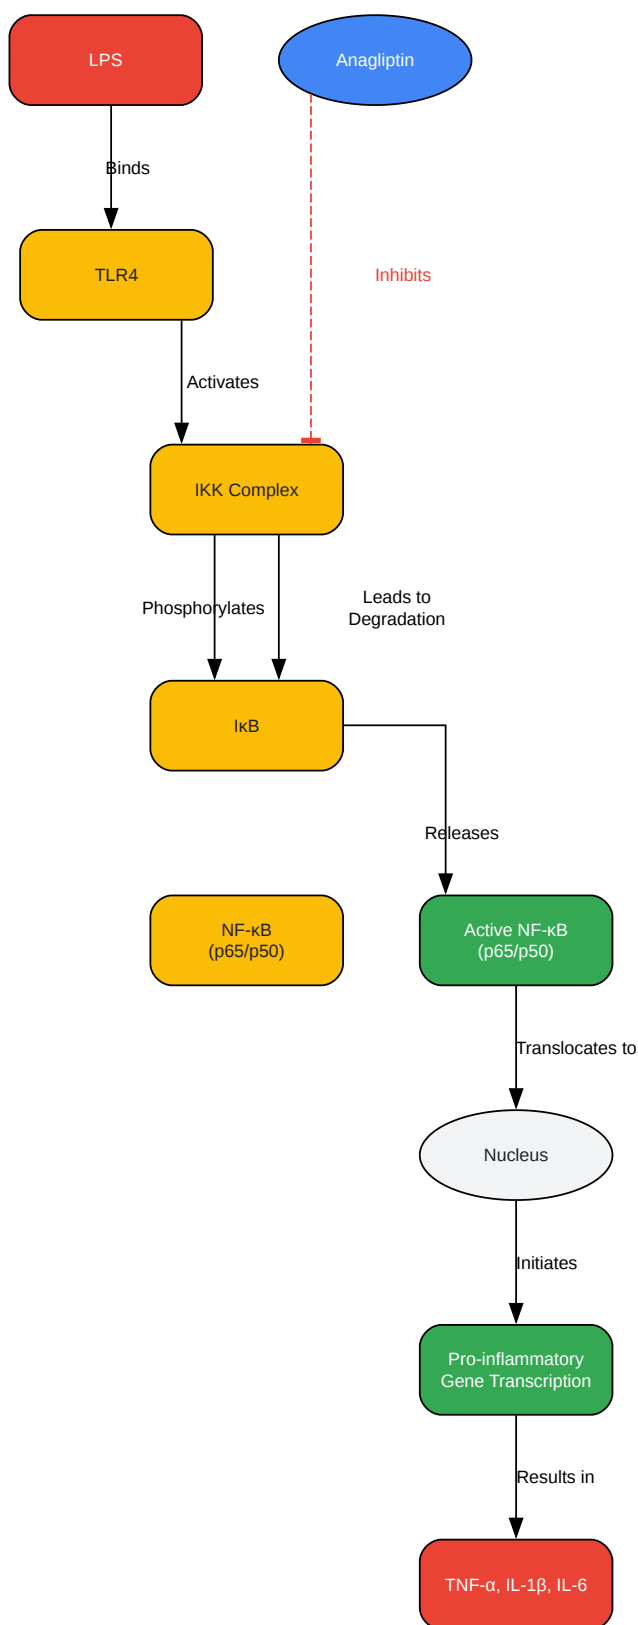 LPS
Anagliptin
Binds
TLR4
Inhibits
Activates
IKK Complex
Phosphorylates
Leads to
Degradation
IκB
Releases
NF-κB
(p65/p50)
Active NF-κB
(p65/p50)
Translocates to
Nucleus
Initiates
Pro-inflammatory
Gene Transcription
Results in
TNF-α, IL-1β, IL-6